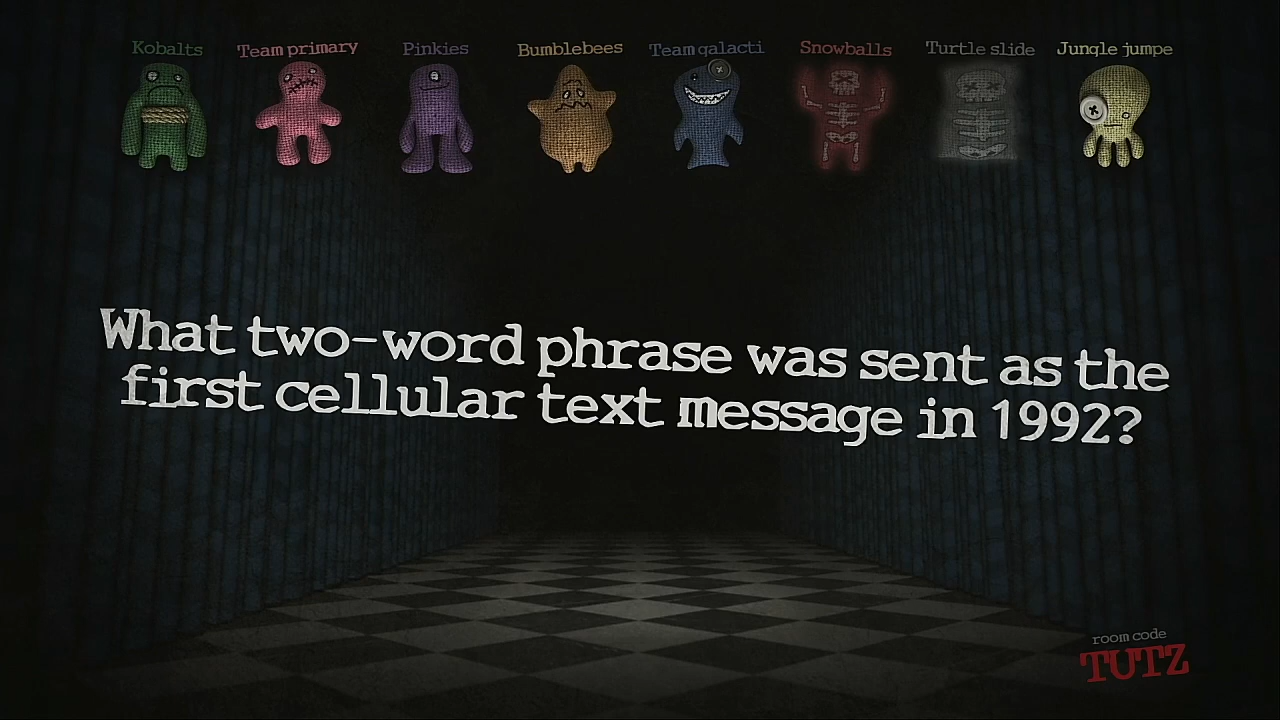 Kobalts Team primary Pinkies Bumblebees Team galacti Snowballs Turtle slide Jungle jumpe
What two-word phrase was sent as the
first cellular text message in 1992?
room code
TUTZ